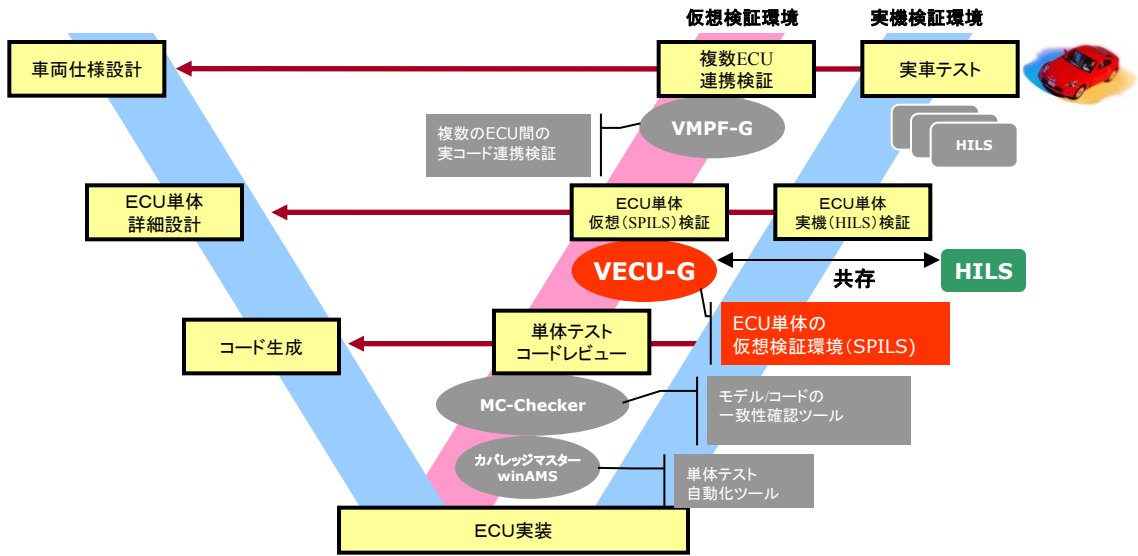 仮想検証環境
実機検証環境
車両仕様設計
複数ECU
連携検証
実車テスト
複数のECU間の
実コード連携検証
VMPF-G
HILS
ECU単体
詳細設計
ECU単体
仮想(SPILS)検証
ECU単体
実機(HILS)検証
VECU-G
共存
HILS
ECU単体の
仮想検証環境(SPILS)
コード生成
単体テスト
コードレビュー
MC-Checker
モデル/コードの
一致性確認ツール
カバレッジマスター
winAMS
単体テスト
自動化ツール
ECU実装